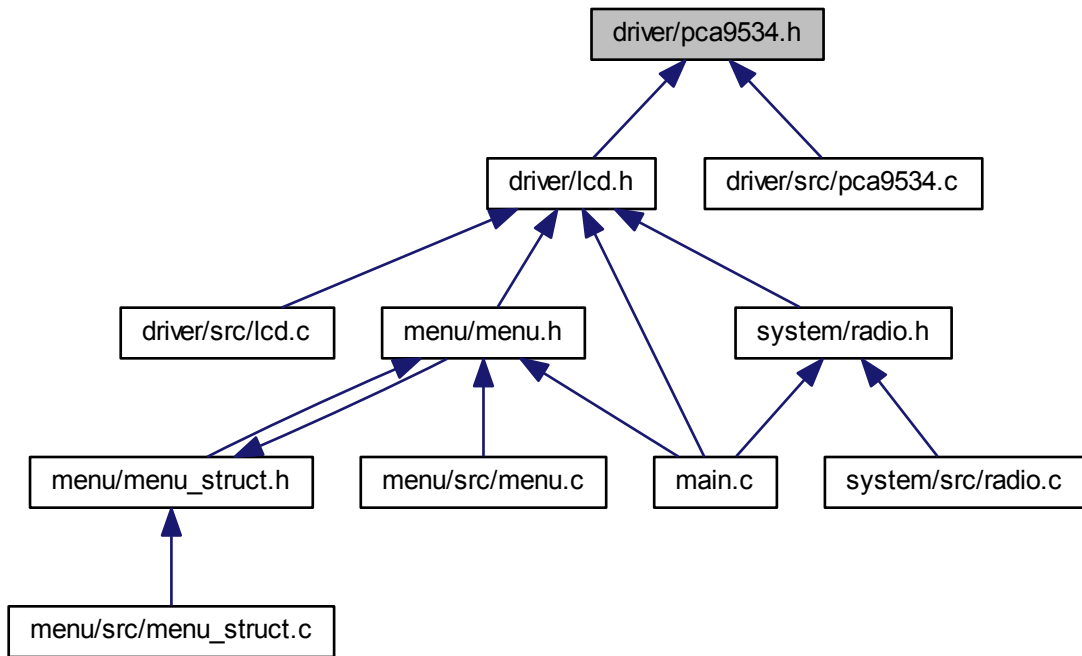 driver/pca9534.h
driver/lcd.h
driver/src/pca9534.c
driver/src/lcd.c
menu/menu.h
system/radio.h
menu/menu_struct.h
menu/src/menu.c
main.c
system/src/radio.c
menu/src/menu_struct.c